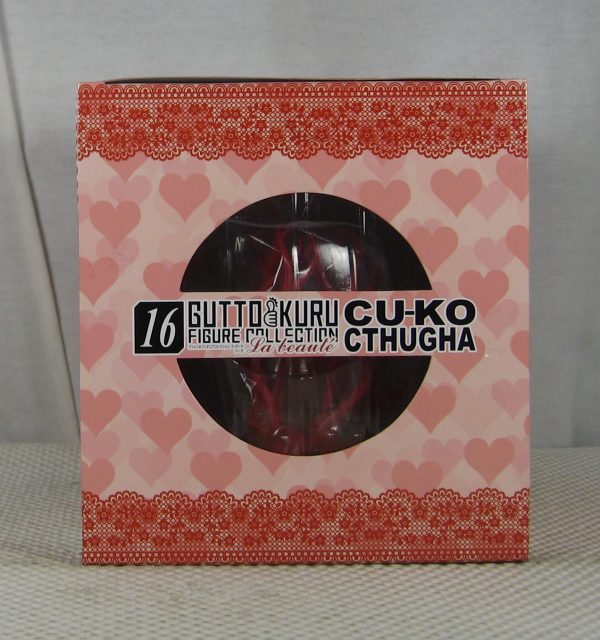 16
GUTTO KURU
FIGURE COLLECTION
La beauté
CU-KO
CTHUGHA